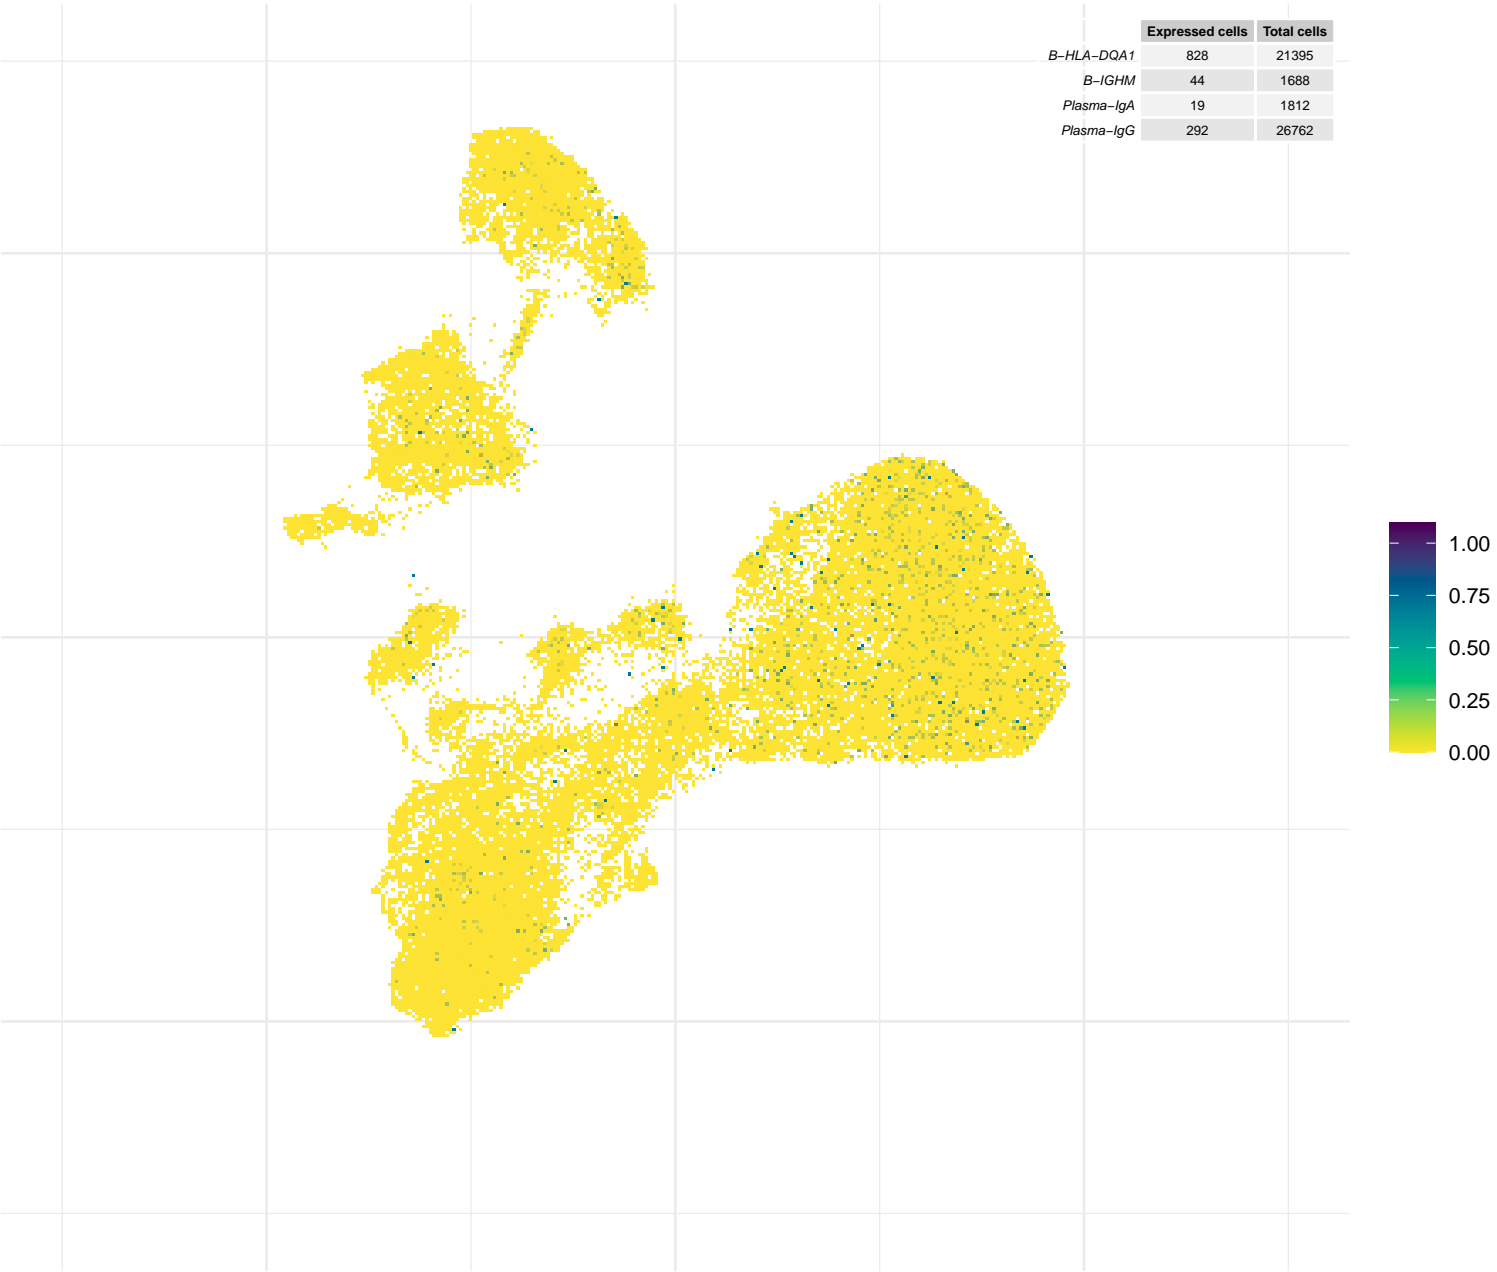 Expressed cells Total cells
B−HLA−DQA1 828 21395
B−IGHM 44 1688
Plasma−IgA 19 1812
Plasma−IgG 292 26762
1.00
0.75
0.50
0.25
0.00